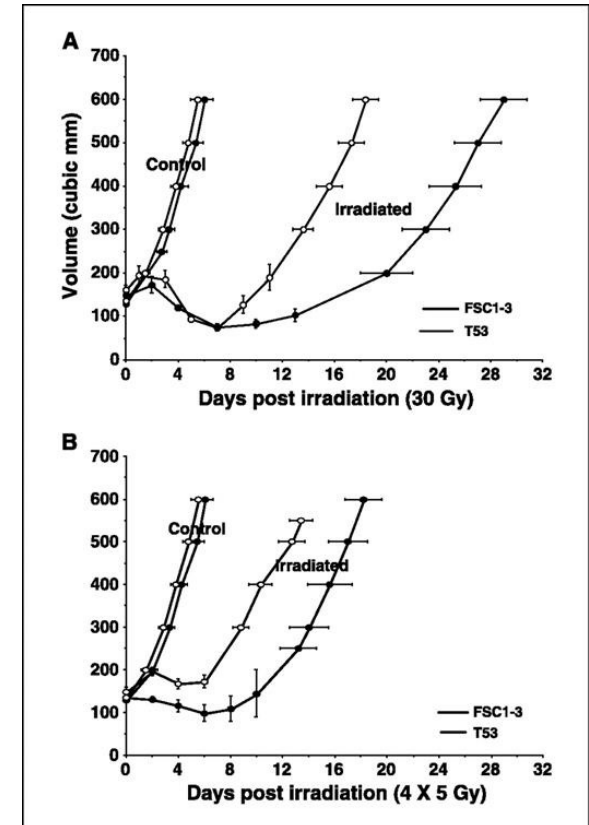 A
700
600
500
400
300
200
100
0
Volume (cubic mm)
Control
Irradiated
FSC1-3
T53
0 4 8 12 16 20 24 28 32
Days post irradiation (30 Gy)
B
700
600
500
400
300
200
100
0
Control
Irradiated
FSC1-3
T53
0 4 8 12 16 20 24 28 32
Days post irradiation (4 X 5 Gy)